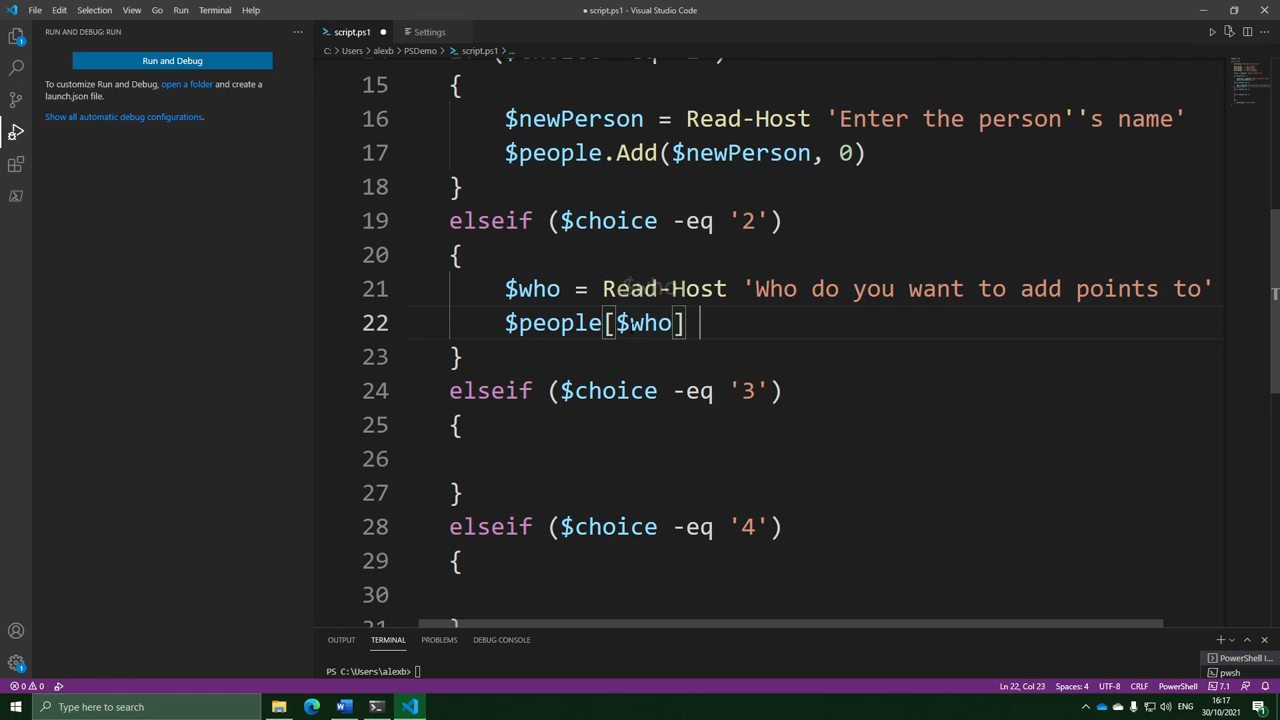 File Edit Selection View Go Run Terminal Help
● script.ps1 - Visual Studio Code
RUN AND DEBUG: RUN
Run and Debug
To customize Run and Debug, open a folder and create a
launch.json file.
Show all automatic debug configurations.
script.ps1
Settings
C: > Users > alexb > PSDemo > script.ps1 > ...
15 {
16 $newPerson = Read-Host 'Enter the person''s name'
17 $people.Add($newPerson, 0)
18 }
19 elseif ($choice -eq '2')
20 {
21 $who = Read-Host 'Who do you want to add points to'
22 $people[$who]
23 }
24 elseif ($choice -eq '3')
25 {
26
27 }
28 elseif ($choice -eq '4')
29 {
30
31
OUTPUT TERMINAL PROBLEMS DEBUG CONSOLE
PS C:\Users\alexb>
PowerShell I...
pwsh
0 0
Ln 22, Col 23 Spaces: 4 UTF-8 CRLF PowerShell 7.1
Type here to search
16:17
30/10/2021